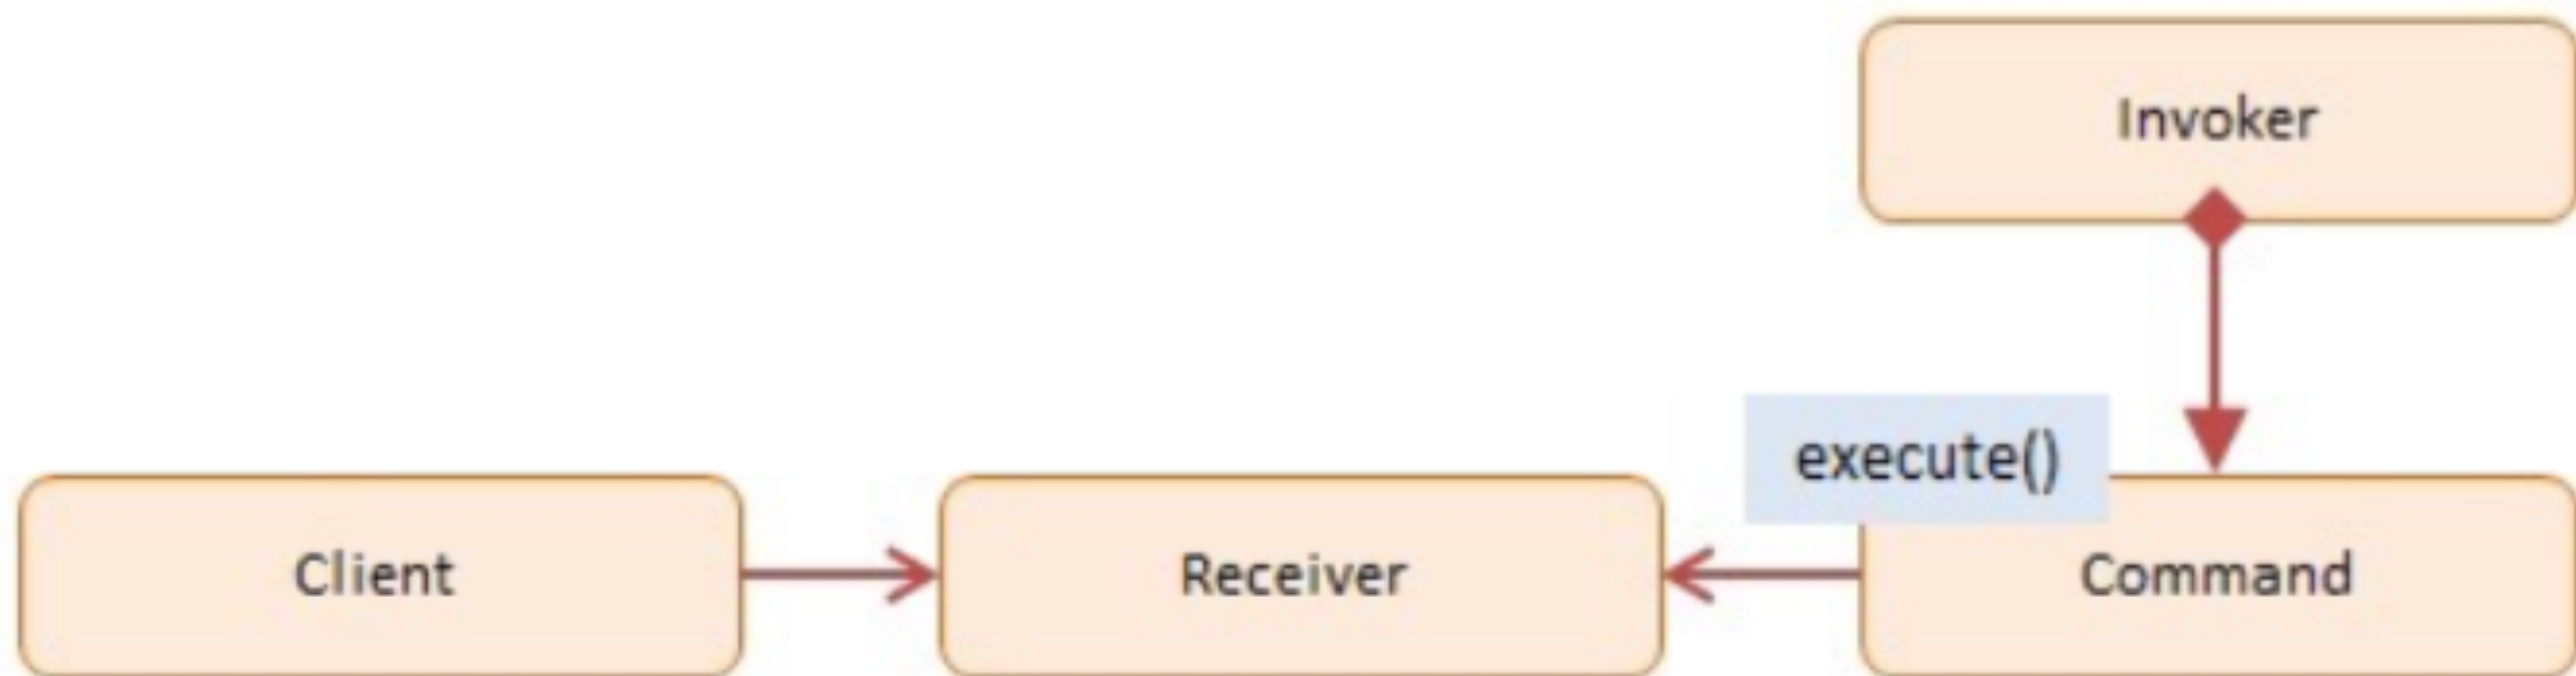 Invoker
execute()
Client
Receiver
Command